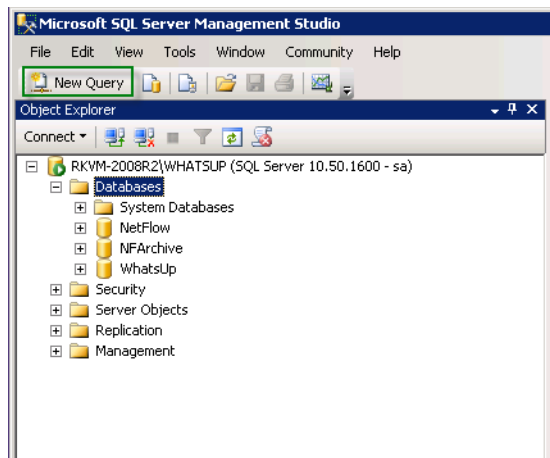 Microsoft SQL Server Management Studio
File Edit View Tools Window Community Help
New Query
Object Explorer
Connect
RKVM-2008R2\WHATSUP (SQL Server 10.50.1600 - sa)
Databases
System Databases
NetFlow
NFArchive
WhatsUp
Security
Server Objects
Replication
Management